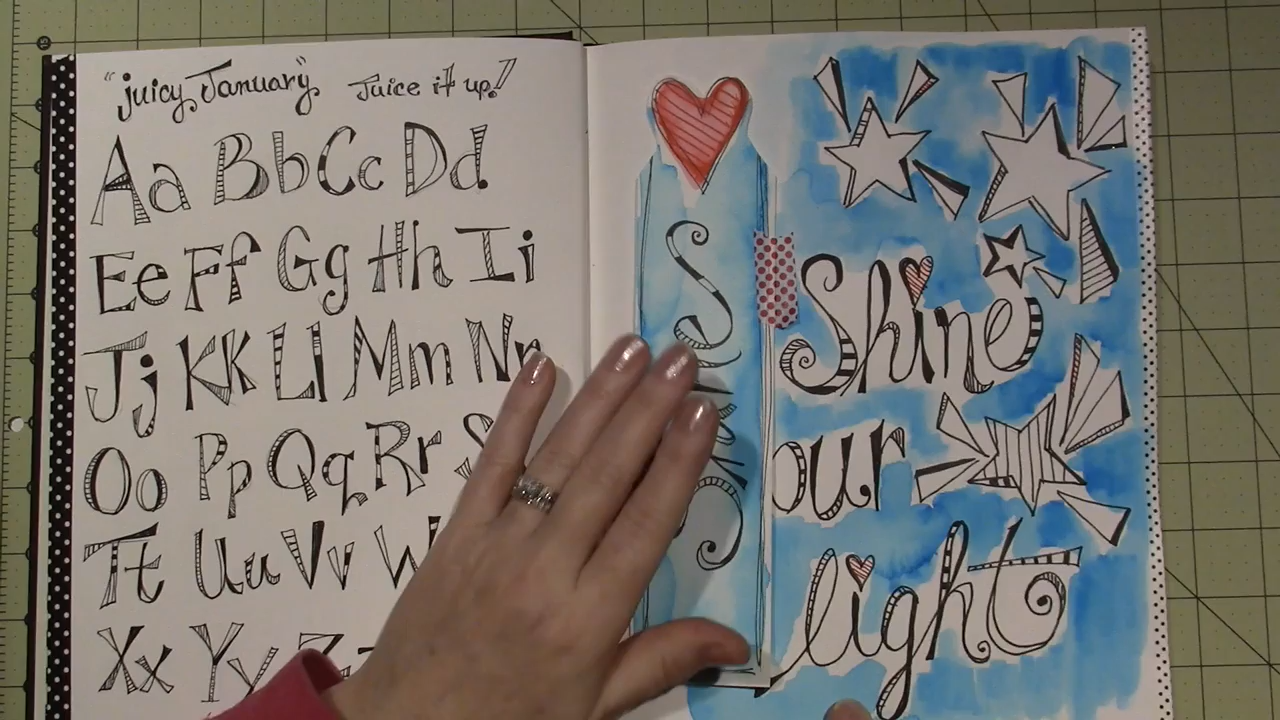 "juicy January" Juice it up!
Aa Bb Cc Dd
Ee Ff Gg Hh Ii
Jj Kk Ll Mm Nn
Oo Pp Qq Rr S
Tt Uu Vv W
Xx Yy Zz
Shine
our
light